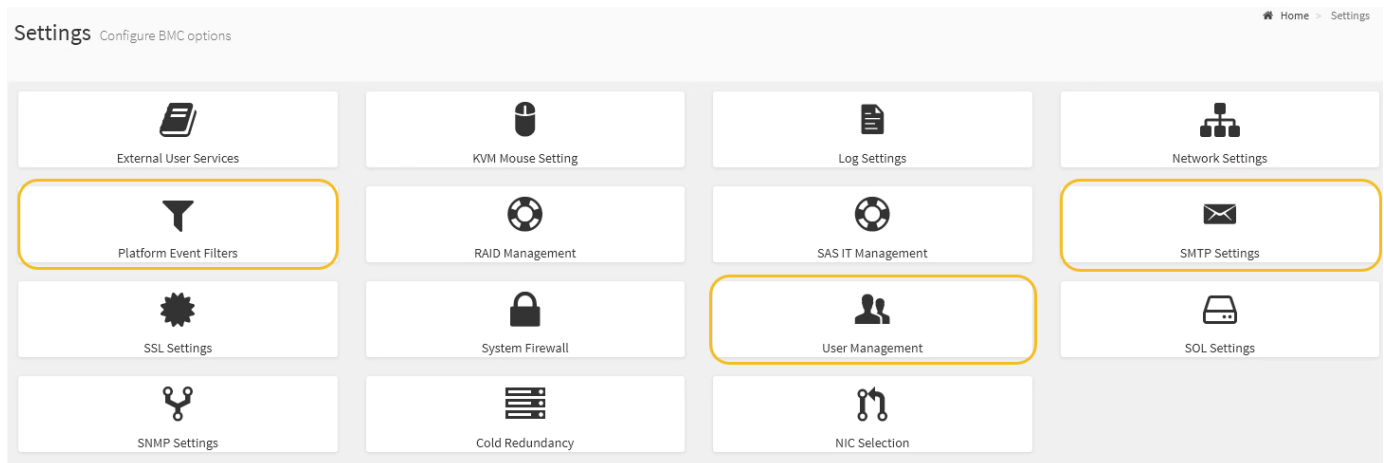 Home > Settings
Settings Configure BMC options
External User Services
KVM Mouse Setting
Log Settings
Network Settings
Platform Event Filters
RAID Management
SAS IT Management
SMTP Settings
SSL Settings
System Firewall
User Management
SOL Settings
SNMP Settings
Cold Redundancy
NIC Selection